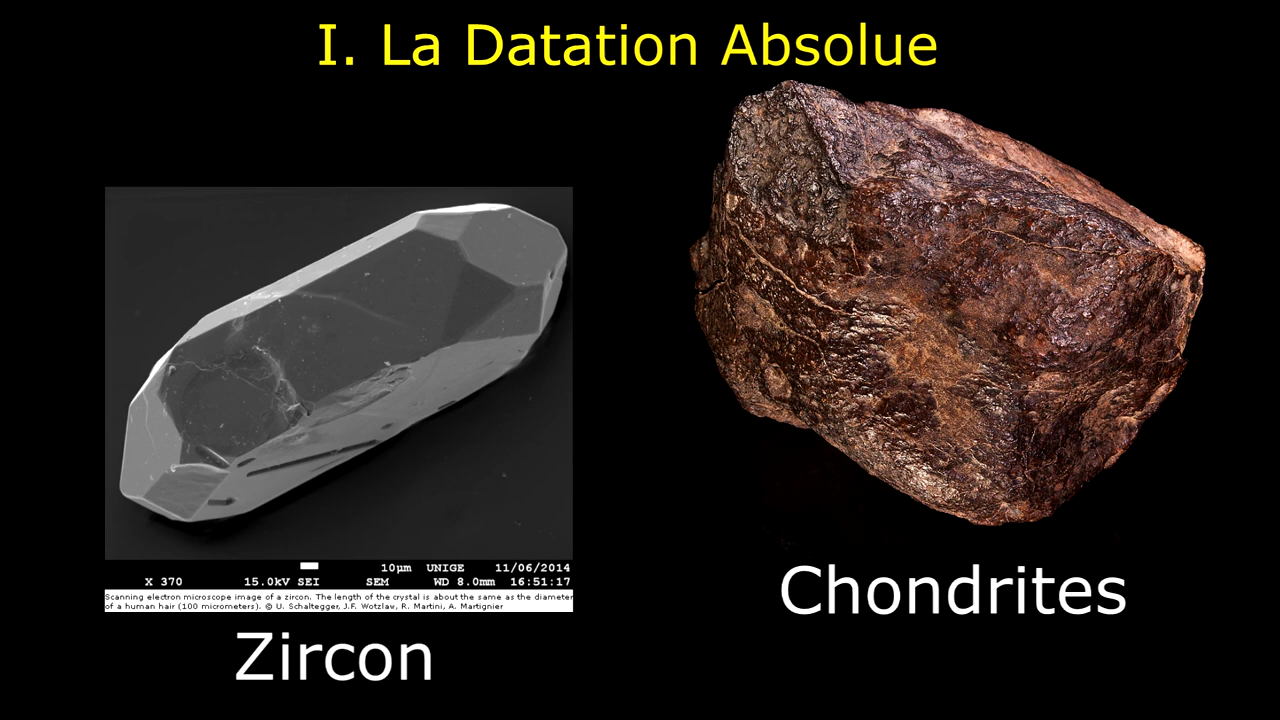 I. La Datation Absolue
10µm UNIGE 11/06/2014
X 370 15.0kV SEI SEM WD 8.0mm 16:51:17
Scanning electron microscope image of a zircon. The length of the crystal is about the same as the diameter
of a human hair (100 micrometers). © U. Schaltegger, J.F. Wotzlaw, R. Martini, A. Martignier
Zircon
Chondrites